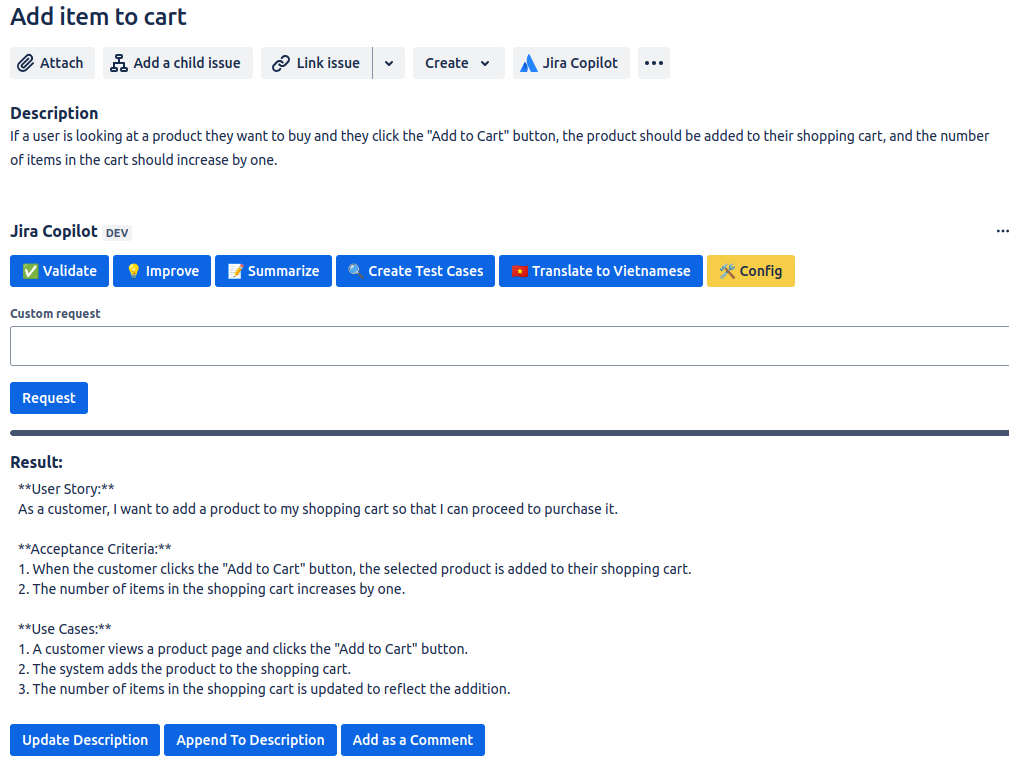 Add item to cart
Attach
Add a child issue
Link issue
Create
Jira Copilot
Description
If a user is looking at a product they want to buy and they click the "Add to Cart" button, the product should be added to their shopping cart, and the number
of items in the cart should increase by one.
Jira Copilot DEV
Validate
Improve
Summarize
Create Test Cases
Translate to Vietnamese
Config
Custom request
Request
Result:
**User Story:**
As a customer, I want to add a product to my shopping cart so that I can proceed to purchase it.
**Acceptance Criteria:**
1. When the customer clicks the "Add to Cart" button, the selected product is added to their shopping cart.
2. The number of items in the shopping cart increases by one.
**Use Cases:**
1. A customer views a product page and clicks the "Add to Cart" button.
2. The system adds the product to the shopping cart.
3. The number of items in the shopping cart is updated to reflect the addition.
Update Description
Append To Description
Add as a Comment